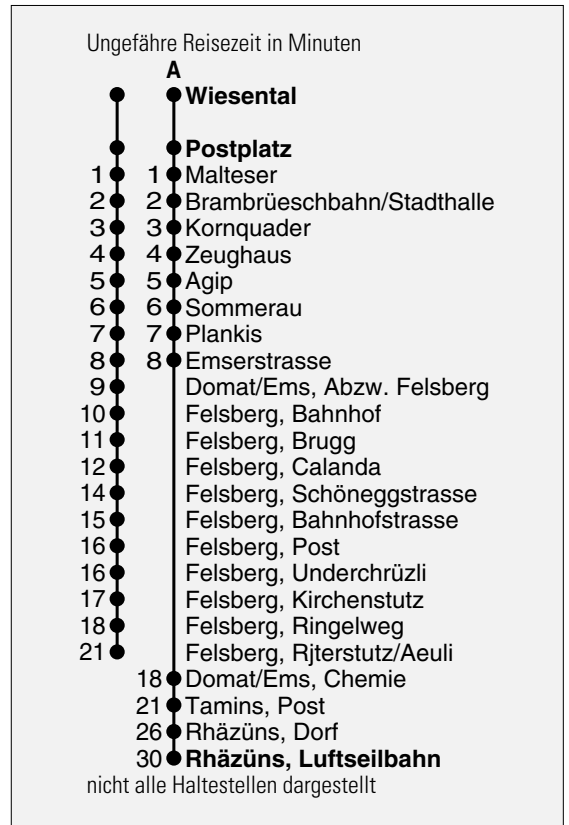 Ungefähre Reisezeit in Minuten
A
Wiesental
Postplatz
1 1 Malteser
2 2 Brambrüeschbahn/Stadthalle
3 3 Kornquader
4 4 Zeughaus
5 5 Agip
6 6 Sommerau
7 7 Plankis
8 8 Emserstrasse
9 Domat/Ems, Abzw. Felsberg
10 Felsberg, Bahnhof
11 Felsberg, Brugg
12 Felsberg, Calanda
14 Felsberg, Schöneggstrasse
15 Felsberg, Bahnhofstrasse
16 Felsberg, Post
16 Felsberg, Underchrüzli
17 Felsberg, Kirchenstutz
18 Felsberg, Ringelweg
21 Felsberg, Rjterstutz/Aeuli
18 Domat/Ems, Chemie
21 Tamins, Post
26 Rhäzüns, Dorf
30 Rhäzüns, Luftseilbahn
nicht alle Haltestellen dargestellt